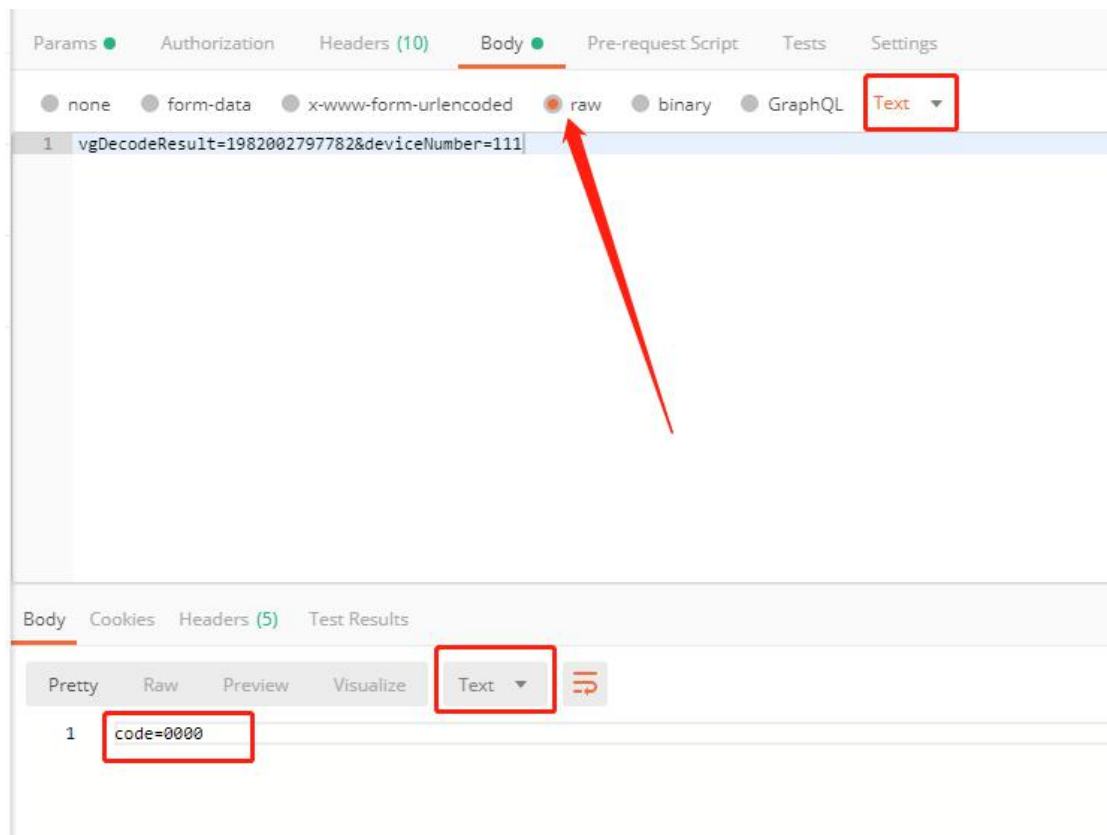 Params Authorization Headers (10) Body Pre-request Script Tests Settings
none form-data x-www-form-urlencoded raw binary GraphQL Text
1 vgDecodeResult=1982002797782&deviceNumber=111
Body Cookies Headers (5) Test Results
Pretty Raw Preview Visualize Text
1 code=0000